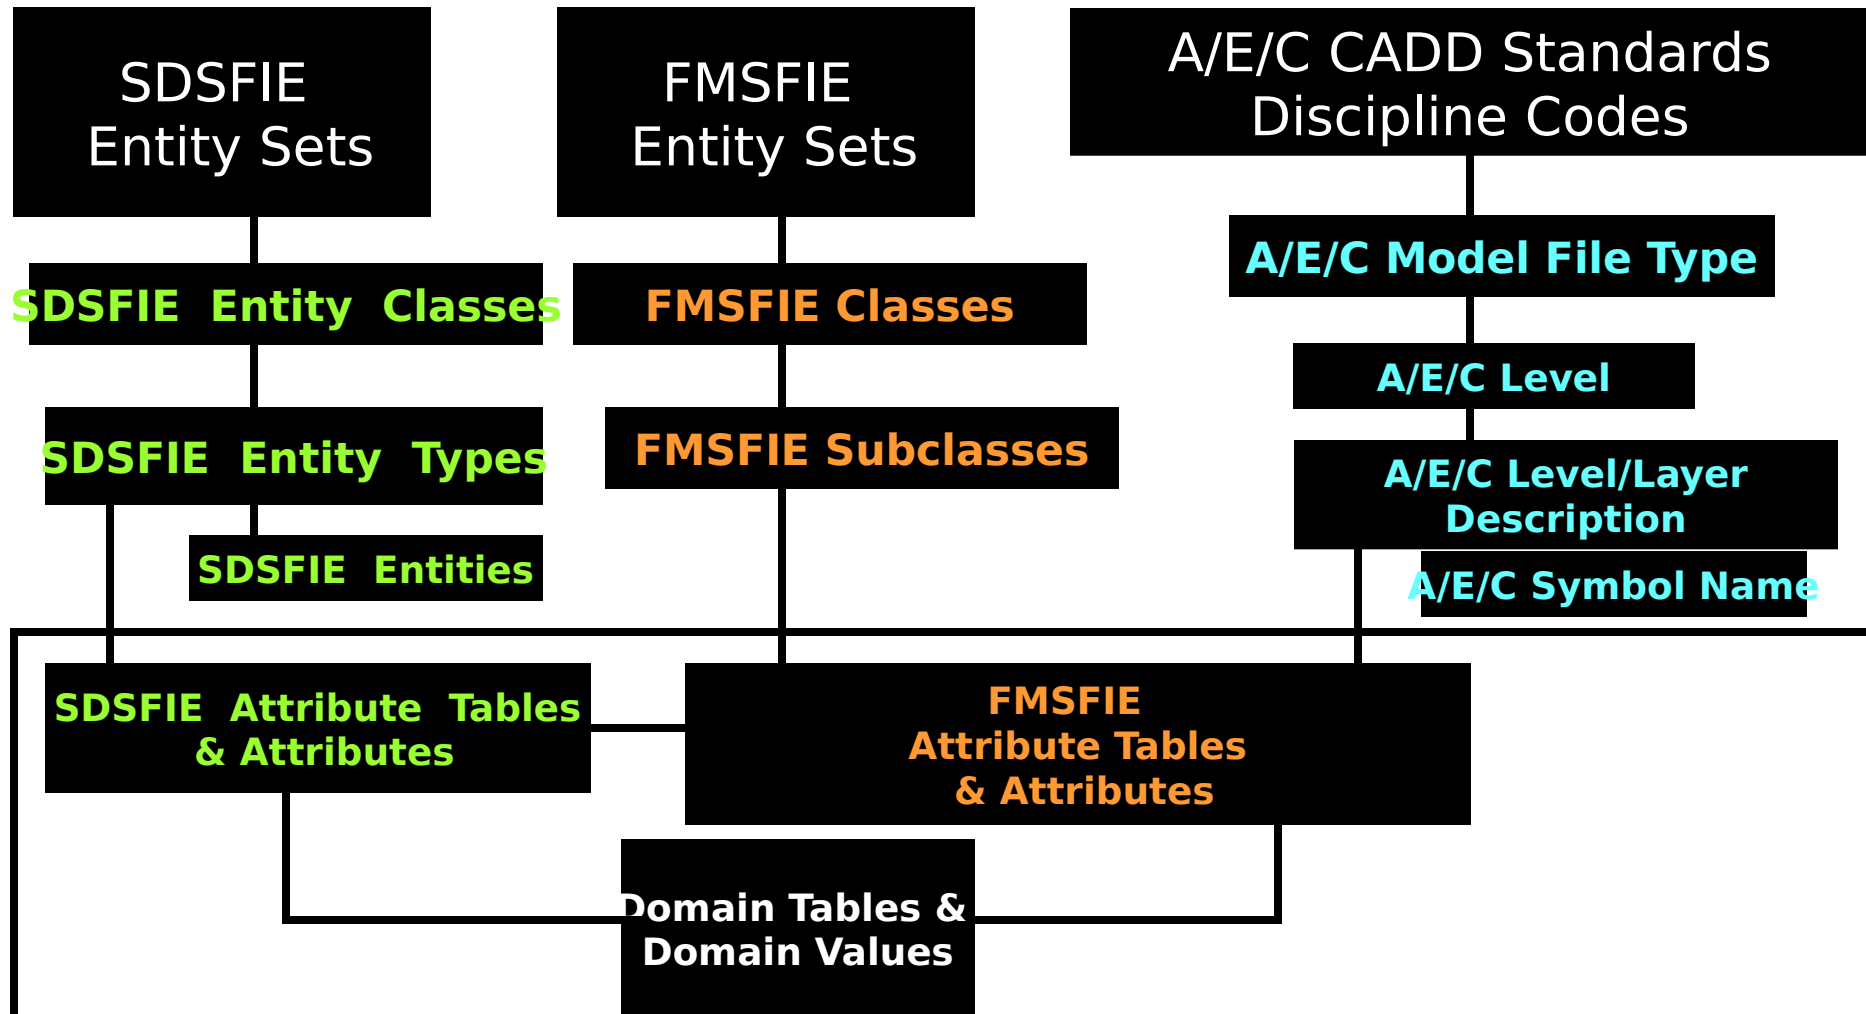 SDSFIE
Entity Sets
FMSFIE
Entity Sets
A/E/C CADD Standards
Discipline Codes
SDSFIE Entity Classes
FMSFIE Classes
A/E/C Model File Type
SDSFIE Entity Types
FMSFIE Subclasses
A/E/C Level
A/E/C Level/Layer
Description
SDSFIE Entities
A/E/C Symbol Name
SDSFIE Attribute Tables
& Attributes
FMSFIE
Attribute Tables
& Attributes
Domain Tables &
Domain Values